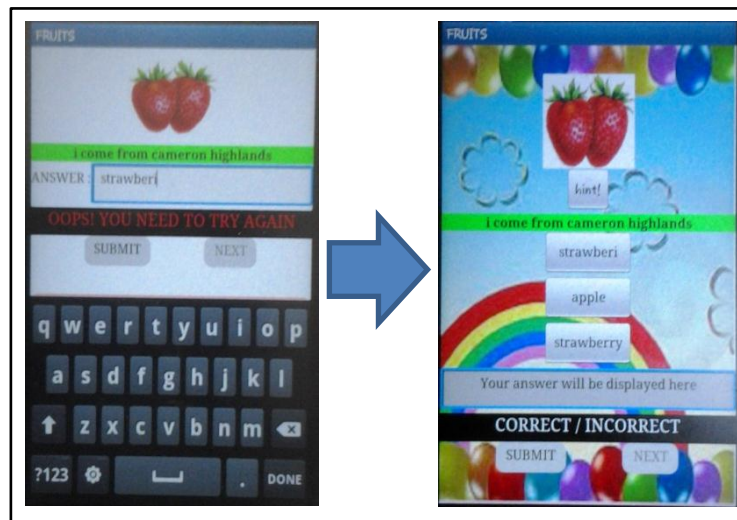 FRUITS
i come from cameron highlands
ANSWER : strawberi
OOPS! YOU NEED TO TRY AGAIN
SUBMIT NEXT
q w e r t y u i o p
a s d f g h j k l
z x c v b n m
?123 . DONE
FRUITS
hint!
i come from cameron highlands
strawberi
apple
strawberry
Your answer will be displayed here
CORRECT / INCORRECT
SUBMIT NEXT